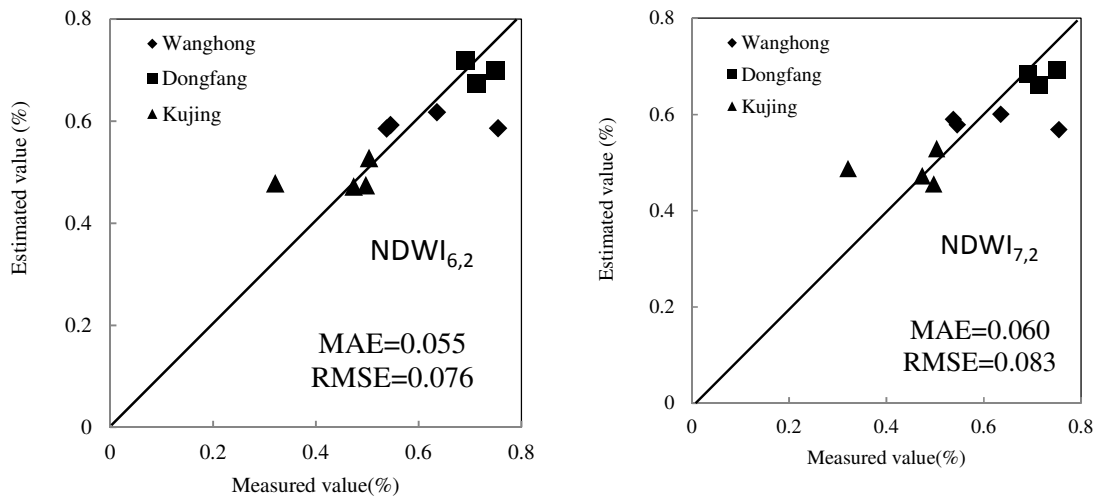 0.8
Wanghong
Dongfang
Kujing
0.6
0.4
0.2
0
Estimated value (%)
NDWI6,2
MAE=0.055
RMSE=0.076
0 0.2 0.4 0.6 0.8
Measured value(%)
0.8
Wanghong
Dongfang
Kujing
0.6
0.4
0.2
0
Estimated value (%)
NDWI7,2
MAE=0.060
RMSE=0.083
0 0.2 0.4 0.6 0.8
Measured value(%)